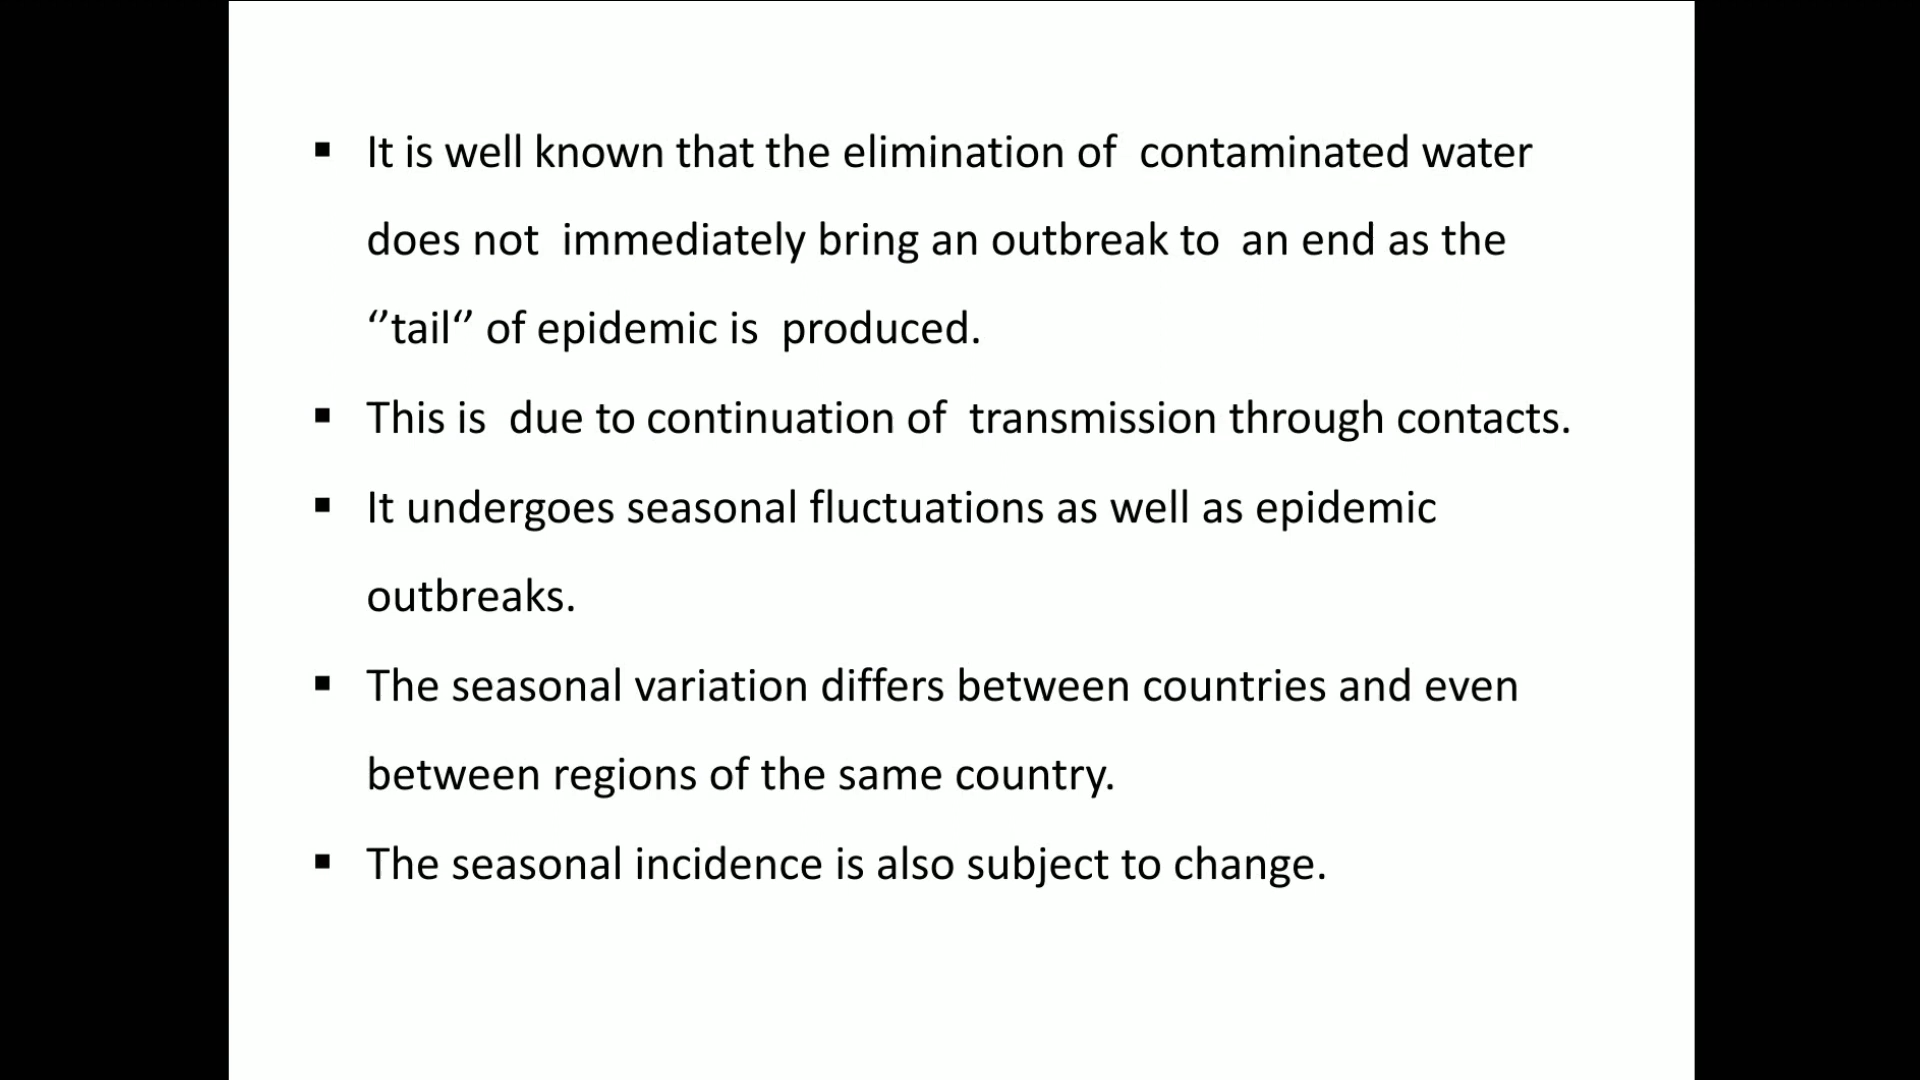 ▪ It is well known that the elimination of contaminated water
does not immediately bring an outbreak to an end as the
‘’tail‘’ of epidemic is produced.
▪ This is due to continuation of transmission through contacts.
▪ It undergoes seasonal fluctuations as well as epidemic
outbreaks.
▪ The seasonal variation differs between countries and even
between regions of the same country.
▪ The seasonal incidence is also subject to change.